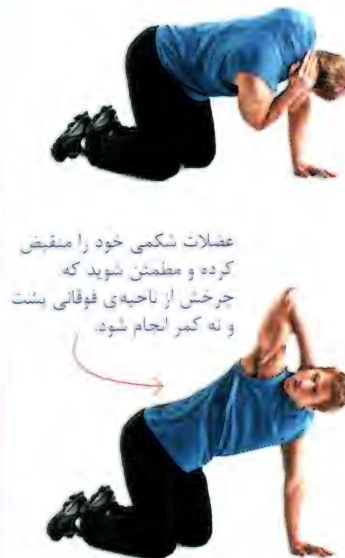 عضلات شکمی خود را منقبض
کرده و مطمئن شوید که
چرخش از ناحیه‌ی فوقانی پشت
و نه کمر انجام شود.